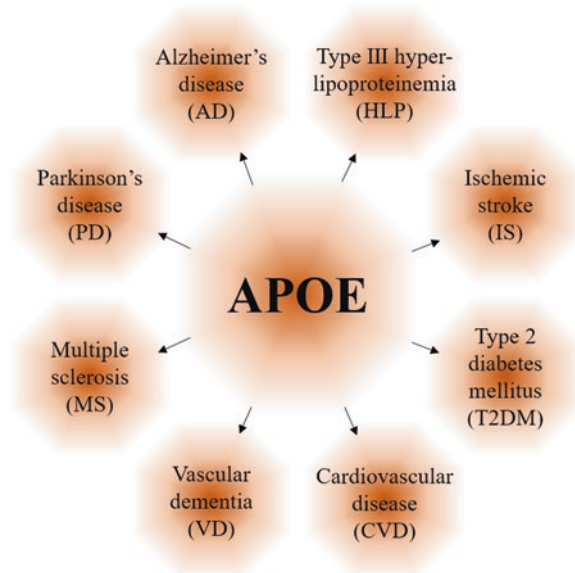 Alzheimer's
disease
(AD)
Type III hyper-
lipoproteinemia
(HLP)
Parkinson's
disease
(PD)
Ischemic
stroke
(IS)
APOE
Multiple
sclerosis
(MS)
Type 2
diabetes
mellitus
(T2DM)
Vascular
dementia
(VD)
Cardiovascular
disease
(CVD)